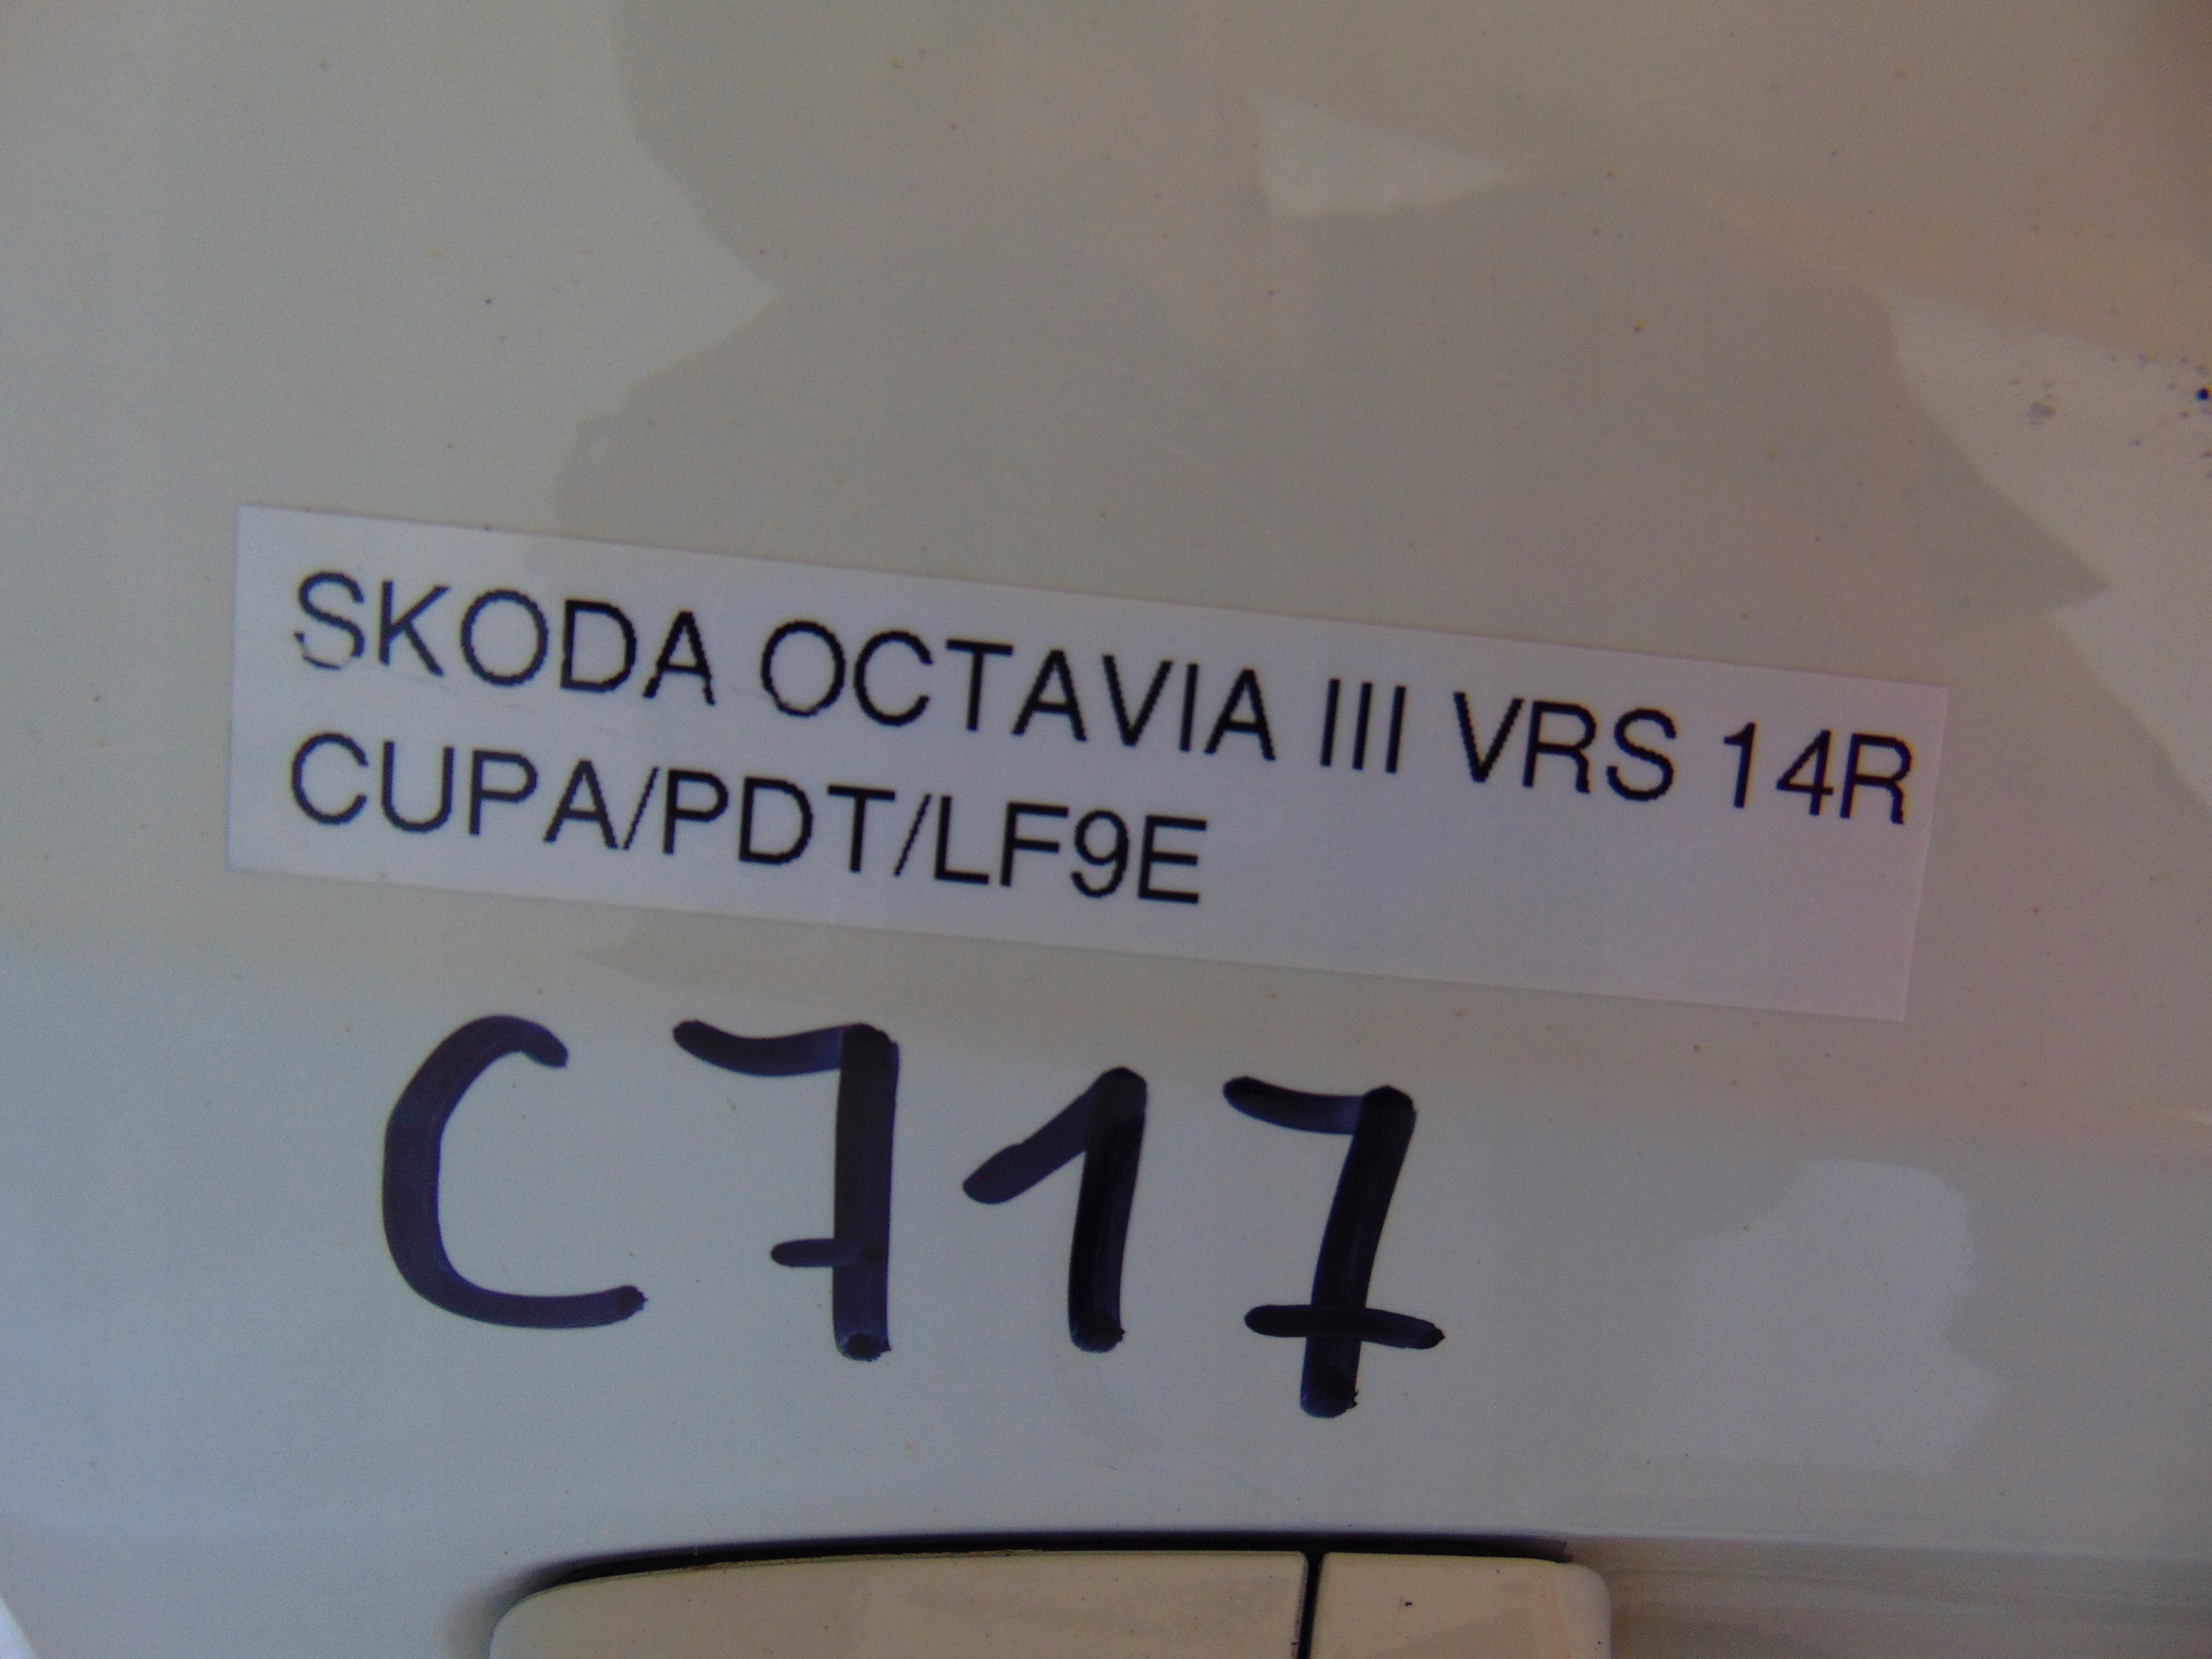 SKODA OCTAVIA III VRS 14R
CUPA/PDT/LF9E
C717